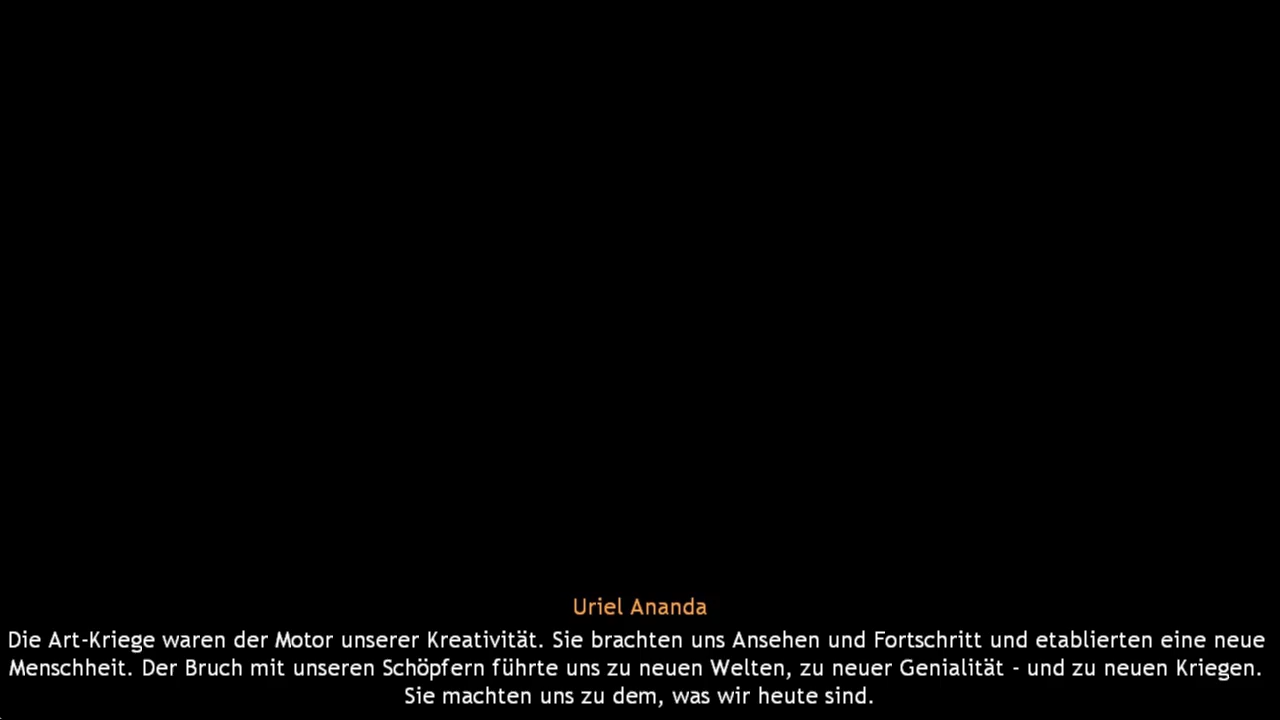 Uriel Ananda
Die Art-Kriege waren der Motor unserer Kreativität. Sie brachten uns Ansehen und Fortschritt und etablierten eine neue
Menschheit. Der Bruch mit unseren Schöpfern führte uns zu neuen Welten, zu neuer Genialität - und zu neuen Kriegen.
Sie machten uns zu dem, was wir heute sind.